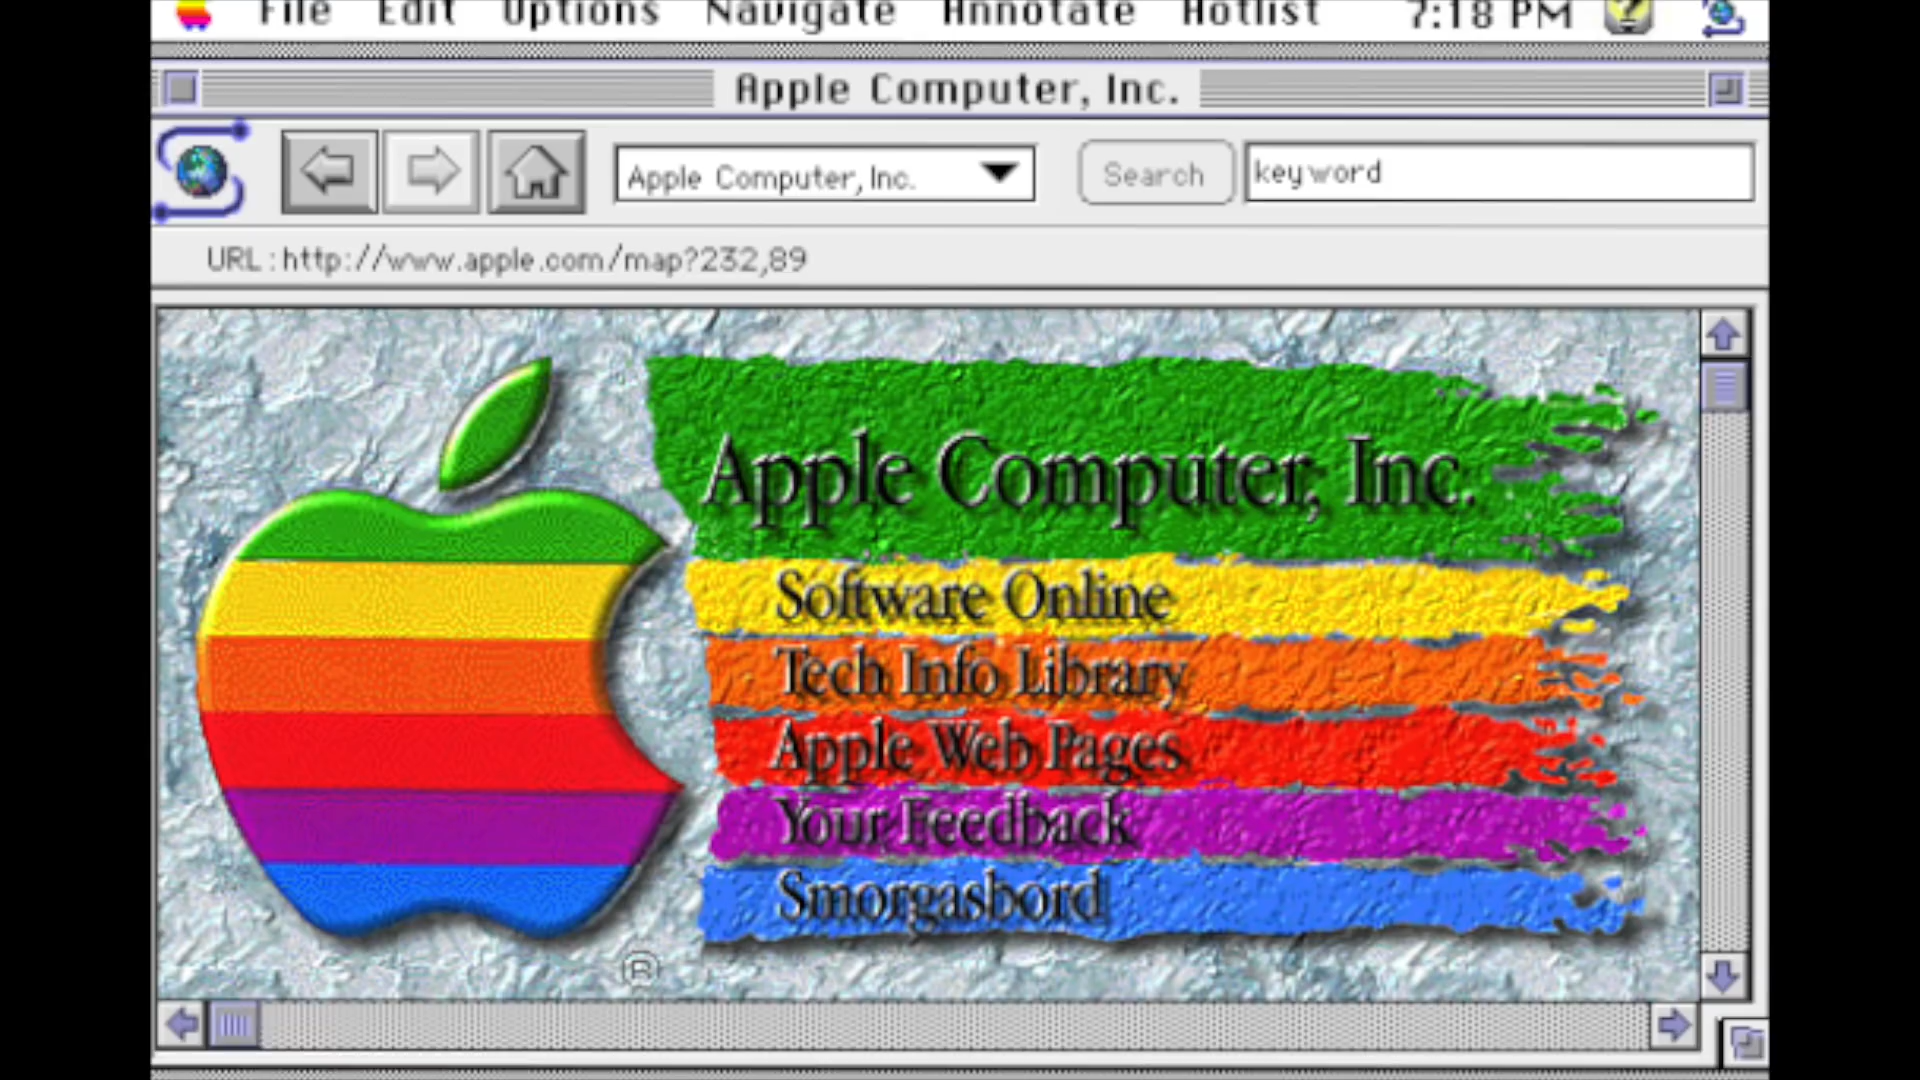 File Edit Options Navigate Annotate Hotlist 7:18 PM
Apple Computer, Inc.
Apple Computer, Inc. Search keyword
URL: http://www.apple.com/map?232,89
Apple Computer, Inc.
Software Online
Tech Info Library
Apple Web Pages
Your Feedback
Smorgasbord
®